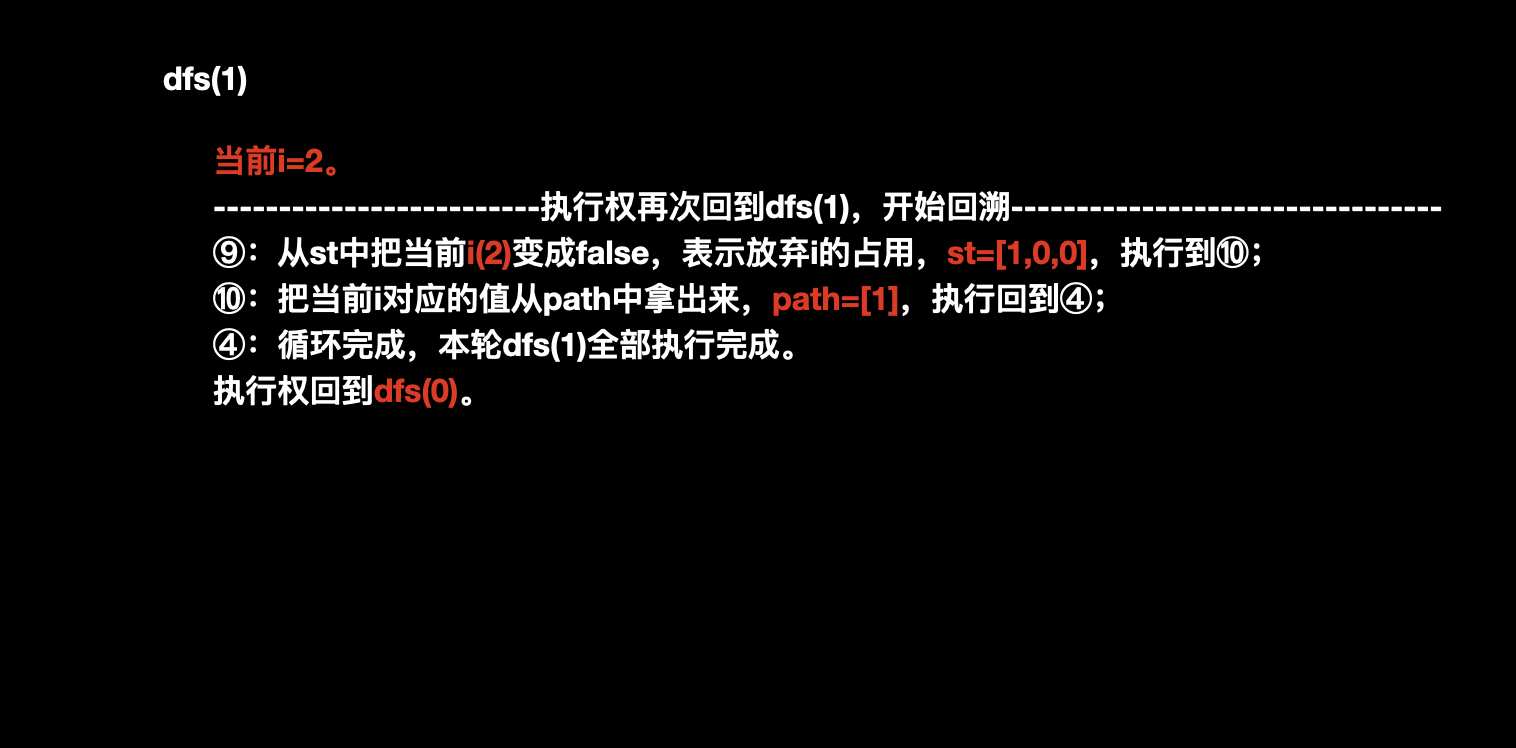 dfs(1)
当前i=2。
-------------------------执行权再次回到dfs(1)，开始回溯---------------------------------
⑨：从st中把当前i(2)变成false，表示放弃i的占用，st=[1,0,0]，执行到⑩；
⑩：把当前i对应的值从path中拿出来，path=[1]，执行回到④；
④：循环完成，本轮dfs(1)全部执行完成。
执行权回到dfs(0)。